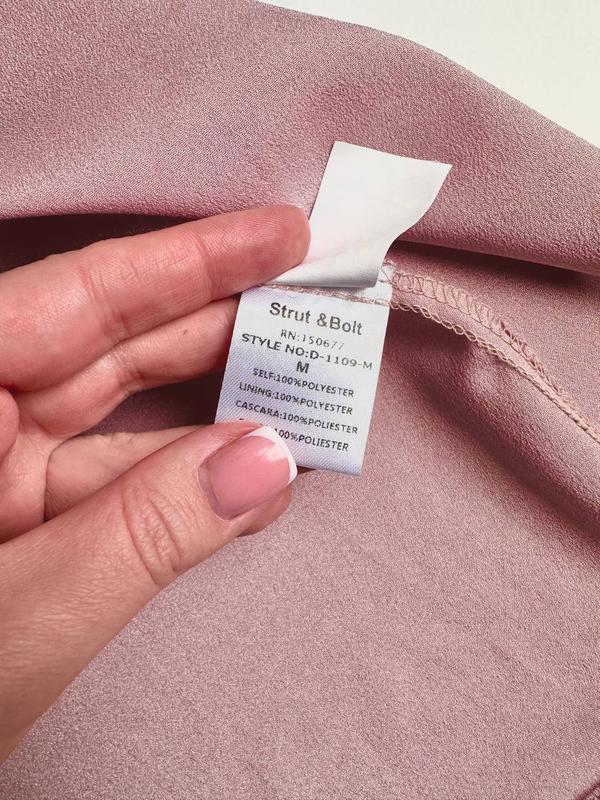 Strut &Bolt
RN:150677
STYLE NO:D-1109-M
M
SELF:100%POLYESTER
LINING:100%POLYESTER
CASCARA:100%POLIESTER
100%POLIESTER